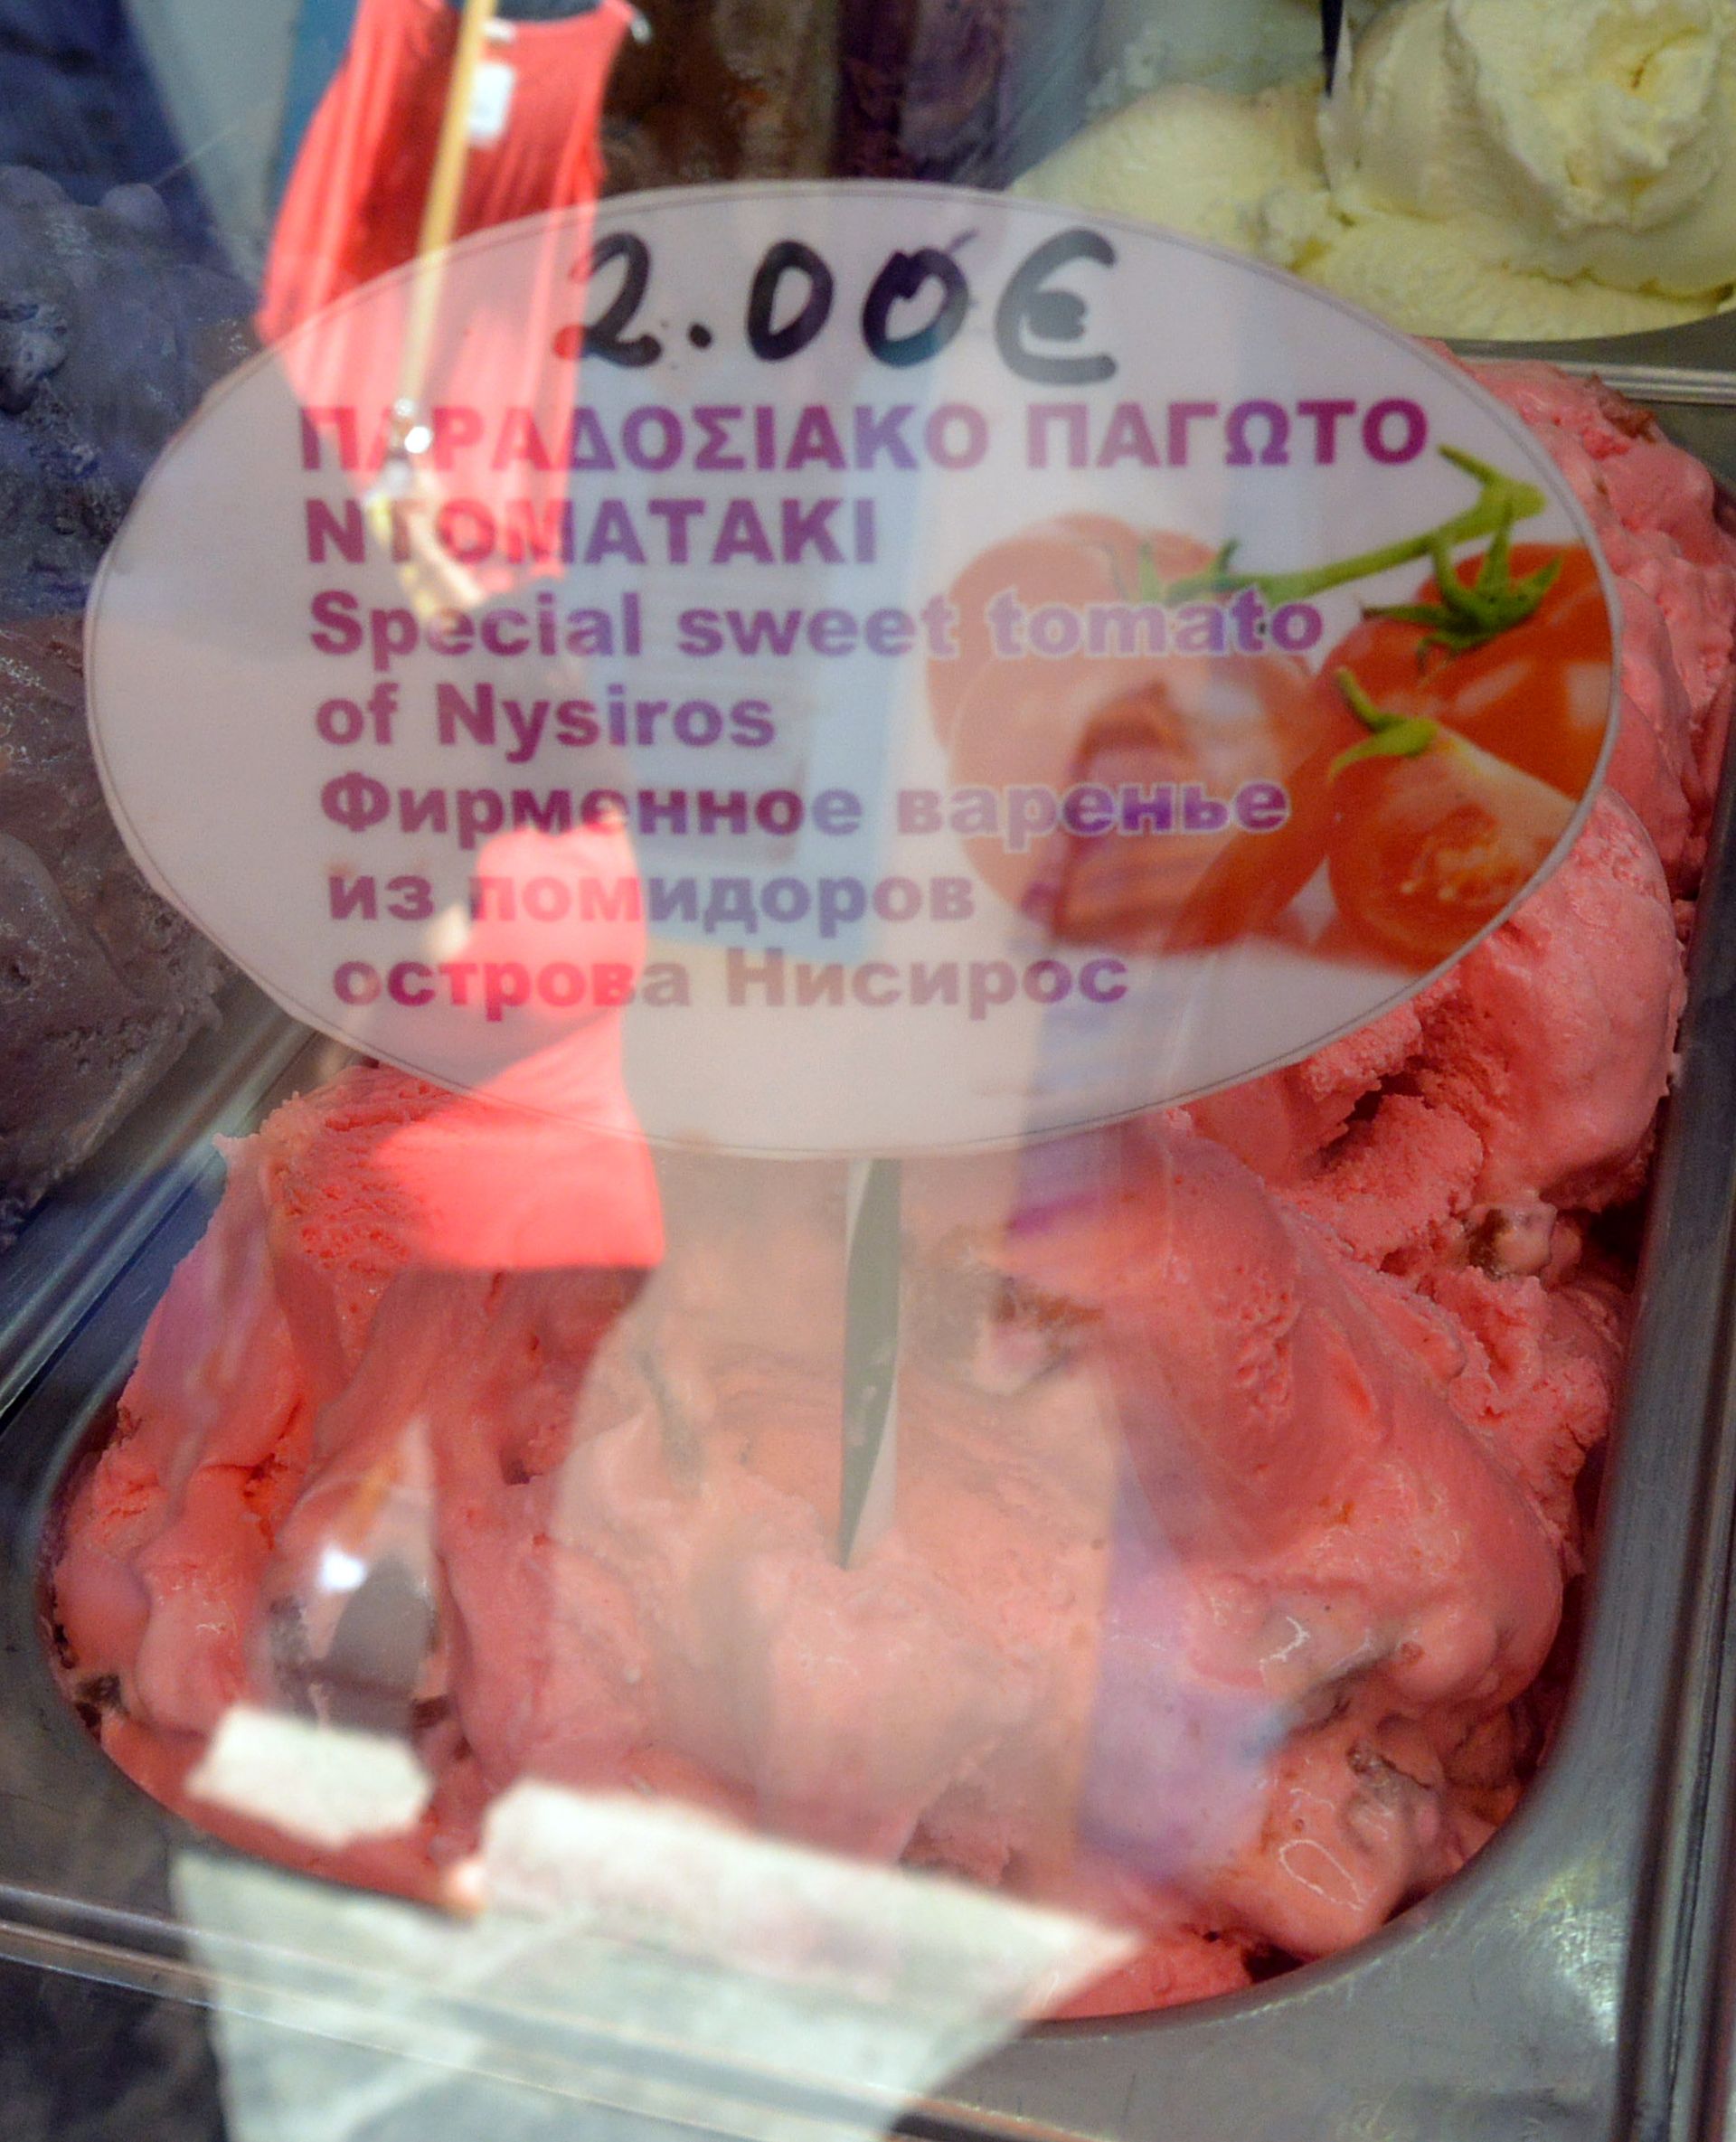 2.00€
ΠΑΡΑΔΟΣΙΑΚΟ ΠΑΓΩΤΟ
ΝΤΟΜΑΤΑΚΙ
Special sweet tomato
of Nysiros
Фирменное варенье
из помидоров
острова Нисирос